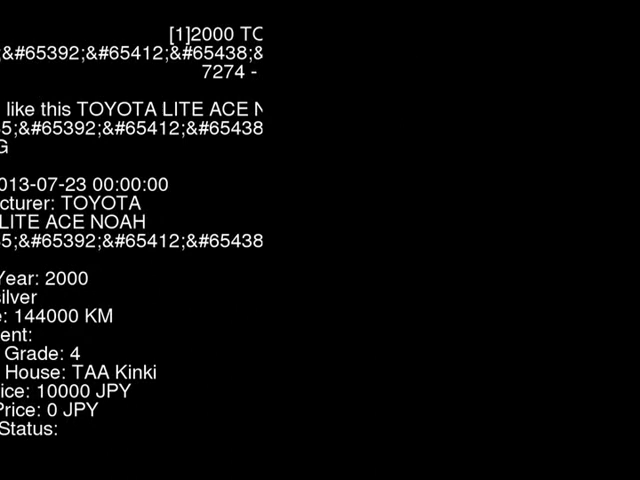 [1]2000 TO
;&#65392;&#65412;&#65438;&
7274 -
like this TOYOTA LITE ACE N
5;&#65392;&#65412;&#65438
G
013-07-23 00:00:00
cturer: TOYOTA
LITE ACE NOAH
5;&#65392;&#65412;&#65438
Year: 2000
silver
e: 144000 KM
ent:
Grade: 4
House: TAA Kinki
ice: 10000 JPY
Price: 0 JPY
Status: